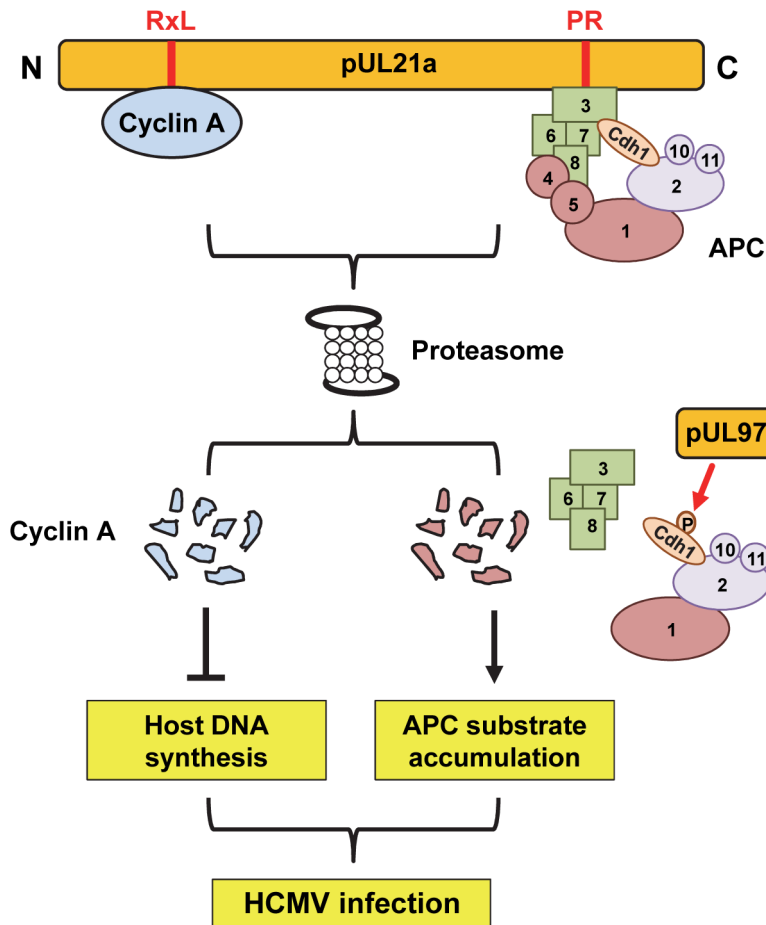 RxL
PR
N
pUL21a
C
Cyclin A
3
6
7
8
4
5
Cdh1
10
11
2
1
APC
Proteasome
pUL97
Cyclin A
3
6
7
8
P
Cdh1
10
11
2
1
Host DNA
synthesis
APC substrate
accumulation
HCMV infection